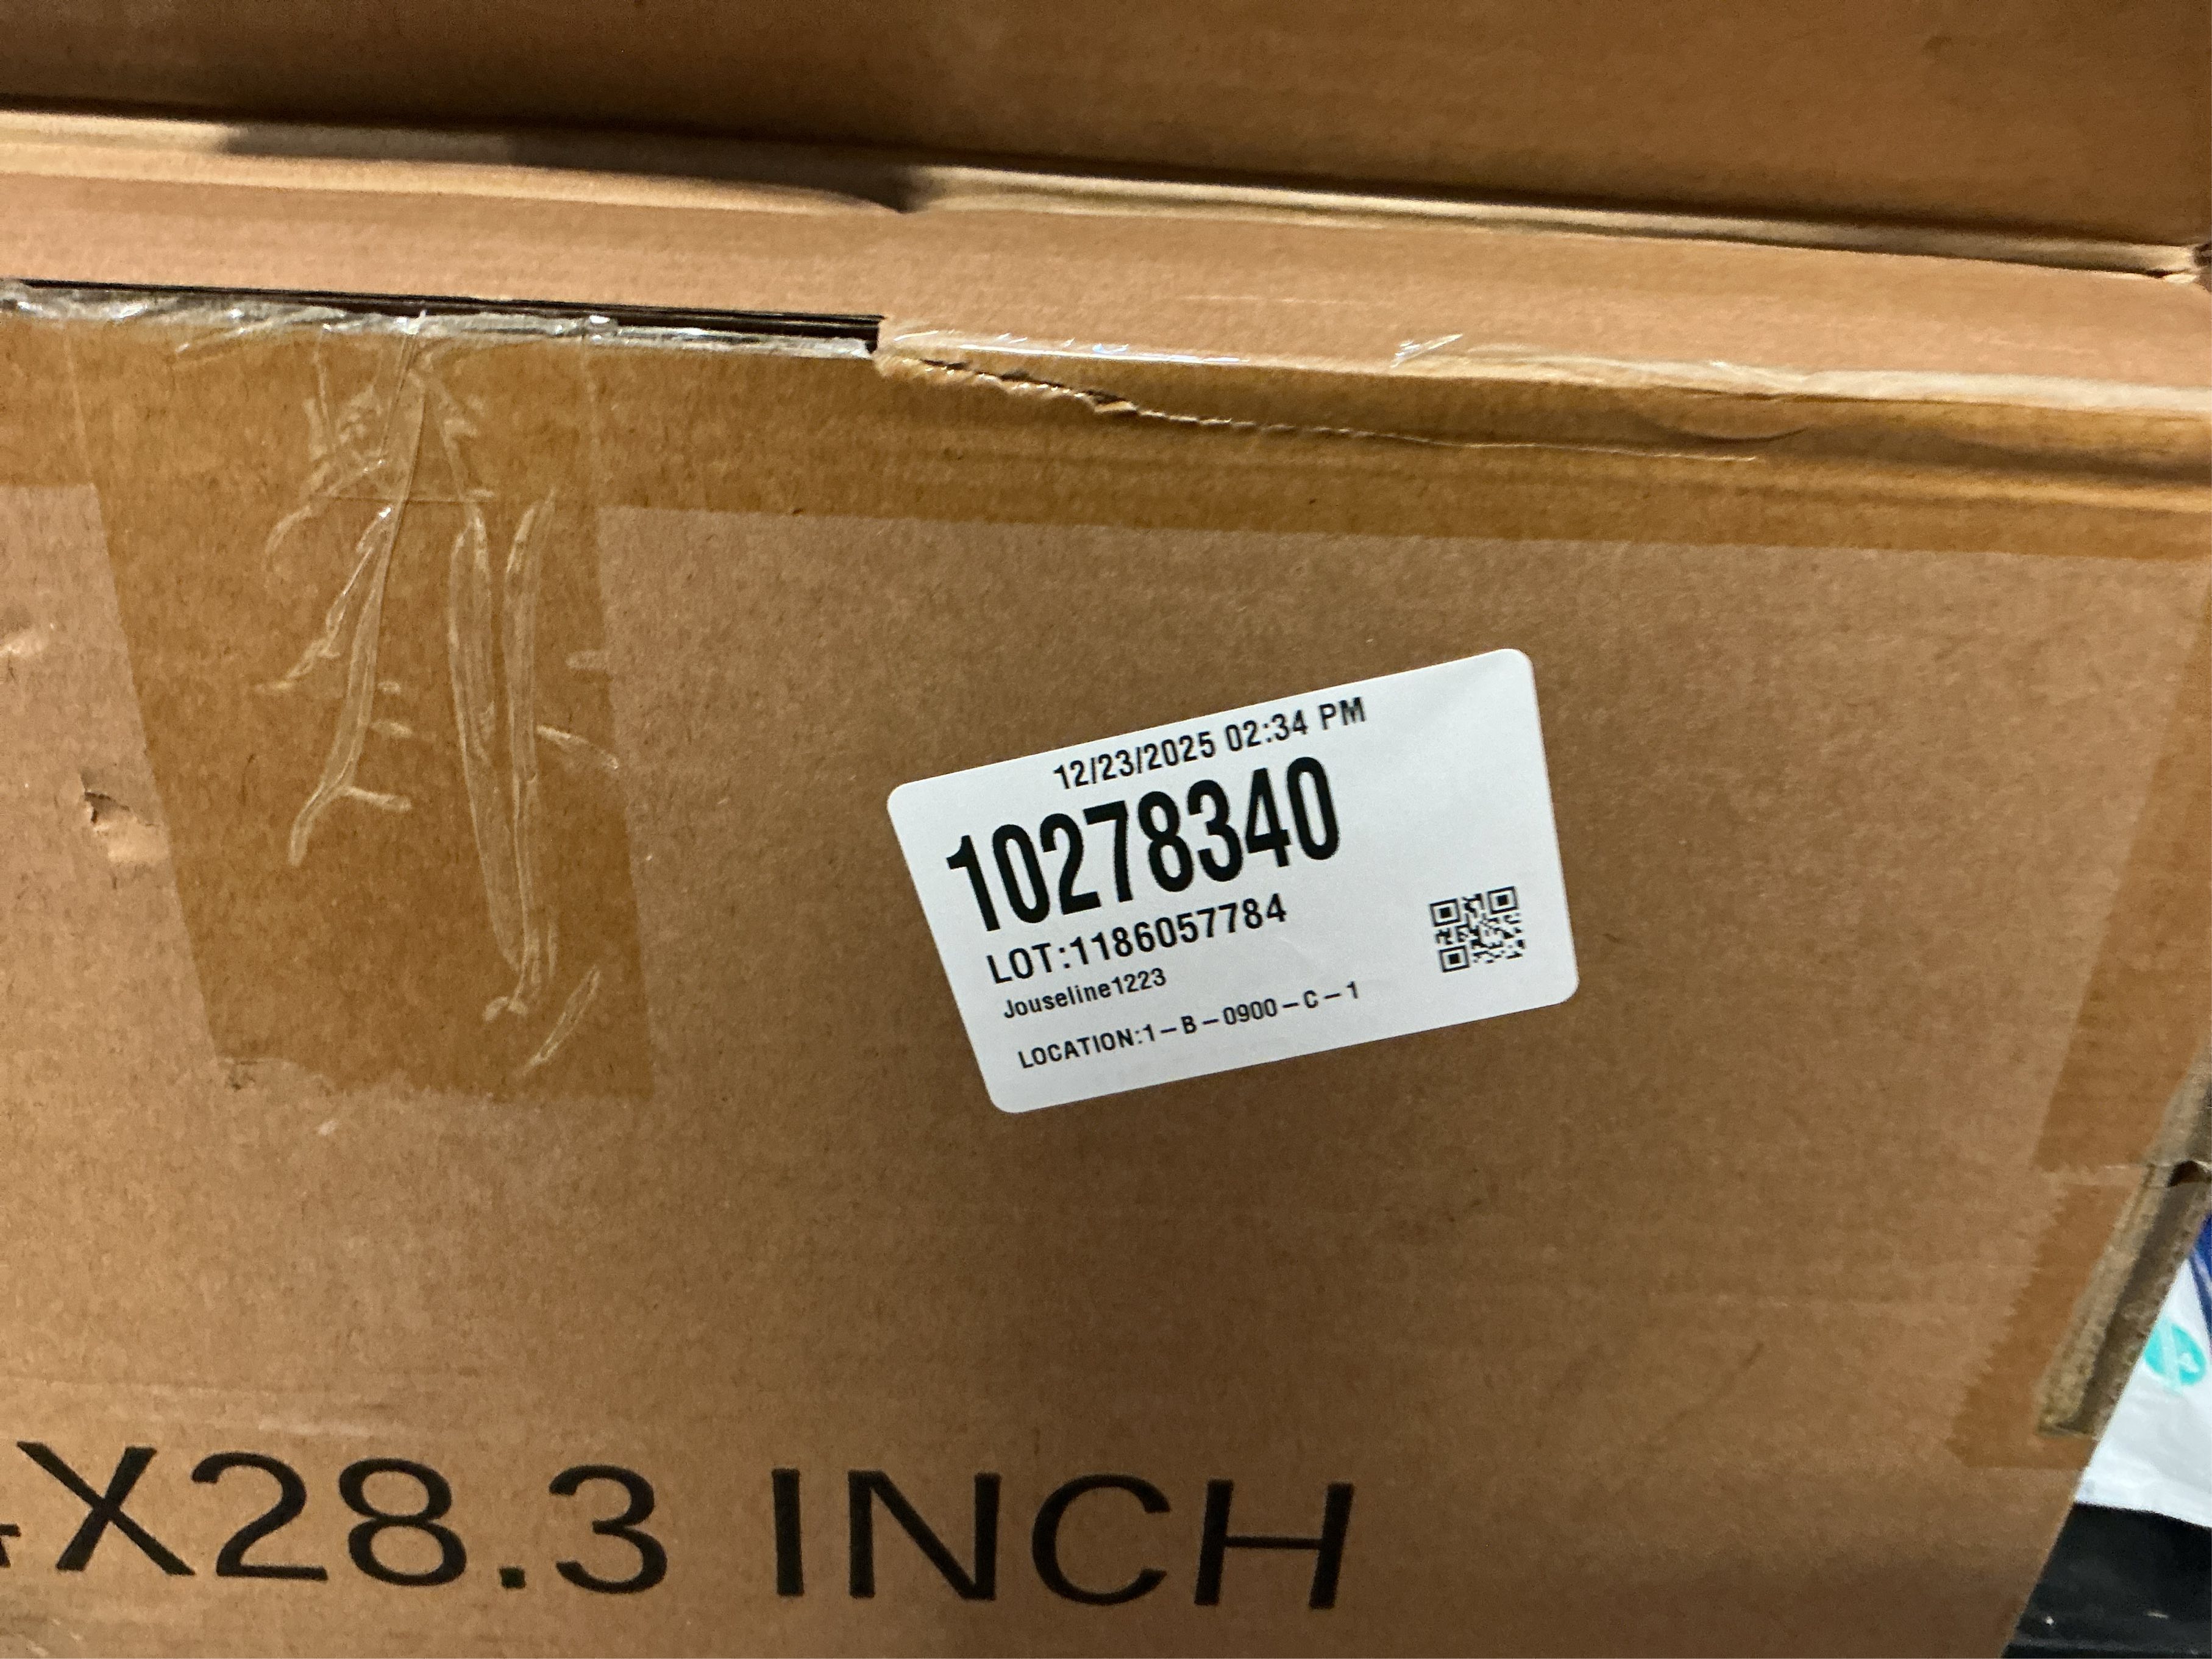 12/23/2025 02:34 PM
10278340
LOT:1186057784
Jouseline1223
LOCATION:1-B-0900-C-1
X28.3 INCH